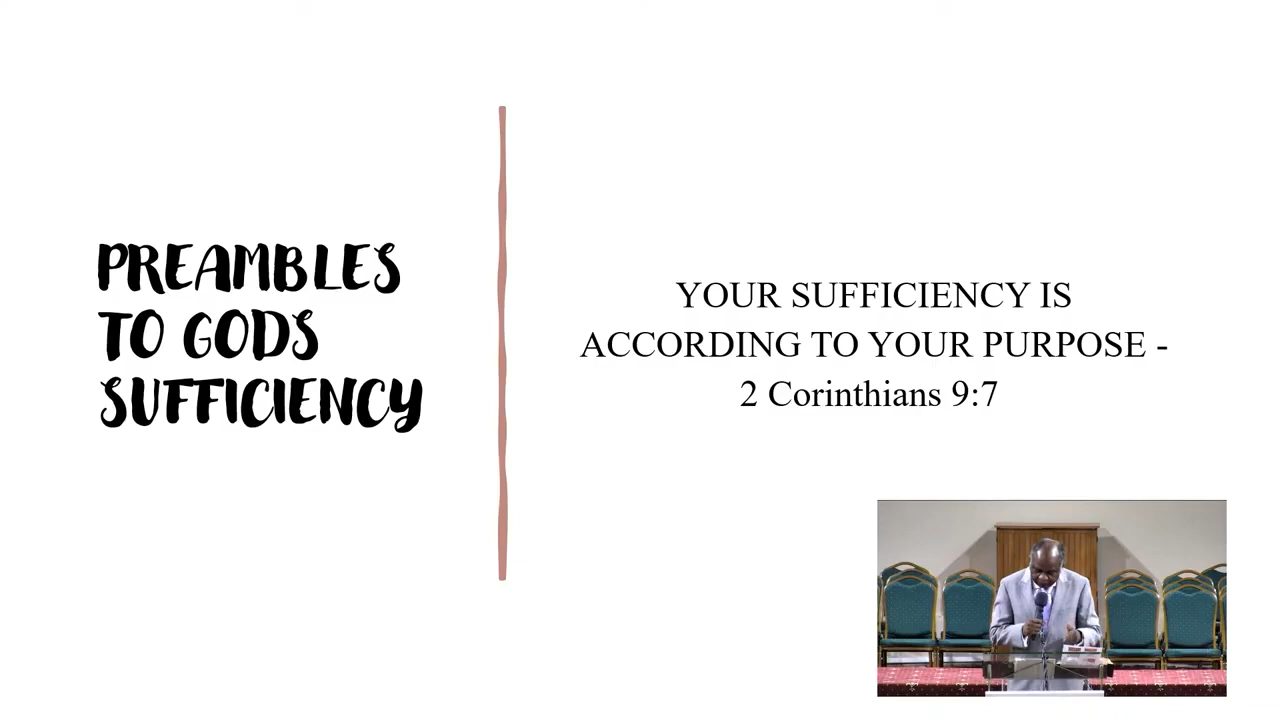 PREAMBLES
TO GODS
SUFFICIENCY
YOUR SUFFICIENCY IS
ACCORDING TO YOUR PURPOSE -
2 Corinthians 9:7